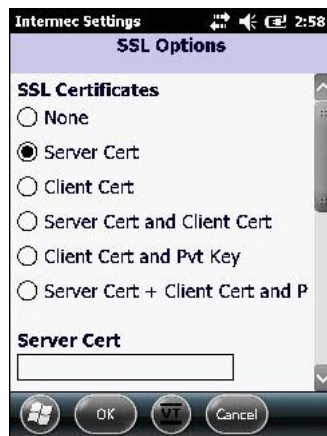 Intermec Settings 2:58
SSL Options
SSL Certificates
None
Server Cert
Client Cert
Server Cert and Client Cert
Client Cert and Pvt Key
Server Cert + Client Cert and P
Server Cert
OK VT Cancel